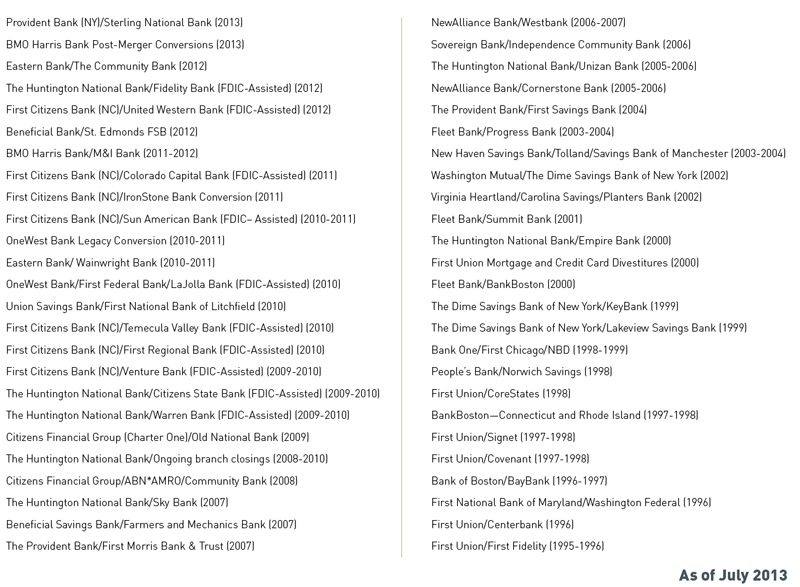 Provident Bank (NY)/Sterling National Bank (2013)
BMO Harris Bank Post-Merger Conversions (2013)
Eastern Bank/The Community Bank (2012)
The Huntington National Bank/Fidelity Bank (FDIC-Assisted) (2012)
First Citizens Bank (NC)/United Western Bank (FDIC-Assisted) (2012)
Beneficial Bank/St. Edmonds FSB (2012)
BMO Harris Bank/M&I Bank (2011-2012)
First Citizens Bank (NC)/Colorado Capital Bank (FDIC-Assisted) (2011)
First Citizens Bank (NC)/IronStone Bank Conversion (2011)
First Citizens Bank (NC)/Sun American Bank (FDIC– Assisted) (2010-2011)
OneWest Bank Legacy Conversion (2010-2011)
Eastern Bank/ Wainwright Bank (2010-2011)
OneWest Bank/First Federal Bank/LaJolla Bank (FDIC-Assisted) (2010)
Union Savings Bank/First National Bank of Litchfield (2010)
First Citizens Bank (NC)/Temecula Valley Bank (FDIC-Assisted) (2010)
First Citizens Bank (NC)/First Regional Bank (FDIC-Assisted) (2010)
First Citizens Bank (NC)/Venture Bank (FDIC-Assisted) (2009-2010)
The Huntington National Bank/Citizens State Bank (FDIC-Assisted) (2009-2010)
The Huntington National Bank/Warren Bank (FDIC-Assisted) (2009-2010)
Citizens Financial Group (Charter One)/Old National Bank (2009)
The Huntington National Bank/Ongoing branch closings (2008-2010)
Citizens Financial Group/ABN*AMRO/Community Bank (2008)
The Huntington National Bank/Sky Bank (2007)
Beneficial Savings Bank/Farmers and Mechanics Bank (2007)
The Provident Bank/First Morris Bank & Trust (2007)
NewAlliance Bank/Westbank (2006-2007)
Sovereign Bank/Independence Community Bank (2006)
The Huntington National Bank/Unizan Bank (2005-2006)
NewAlliance Bank/Cornerstone Bank (2005-2006)
The Provident Bank/First Savings Bank (2004)
Fleet Bank/Progress Bank (2003-2004)
New Haven Savings Bank/Tolland/Savings Bank of Manchester (2003-2004)
Washington Mutual/The Dime Savings Bank of New York (2002)
Virginia Heartland/Carolina Savings/Planters Bank (2002)
Fleet Bank/Summit Bank (2001)
The Huntington National Bank/Empire Bank (2000)
First Union Mortgage and Credit Card Divestitures (2000)
Fleet Bank/BankBoston (2000)
The Dime Savings Bank of New York/KeyBank (1999)
The Dime Savings Bank of New York/Lakeview Savings Bank (1999)
Bank One/First Chicago/NBD (1998-1999)
People's Bank/Norwich Savings (1998)
First Union/CoreStates (1998)
BankBoston—Connecticut and Rhode Island (1997-1998)
First Union/Signet (1997-1998)
First Union/Covenant (1997-1998)
Bank of Boston/BayBank (1996-1997)
First National Bank of Maryland/Washington Federal (1996)
First Union/Centerbank (1996)
First Union/First Fidelity (1995-1996)
As of July 2013